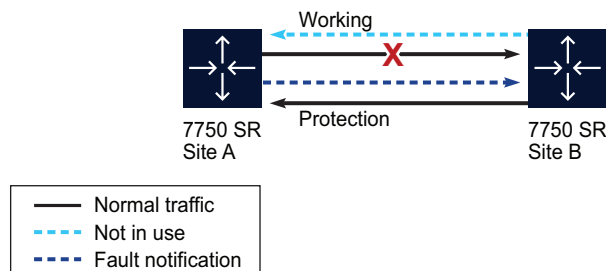 Working
X
7750 SR
Site A
7750 SR
Site B
Protection
Normal traffic
Not in use
Fault notification